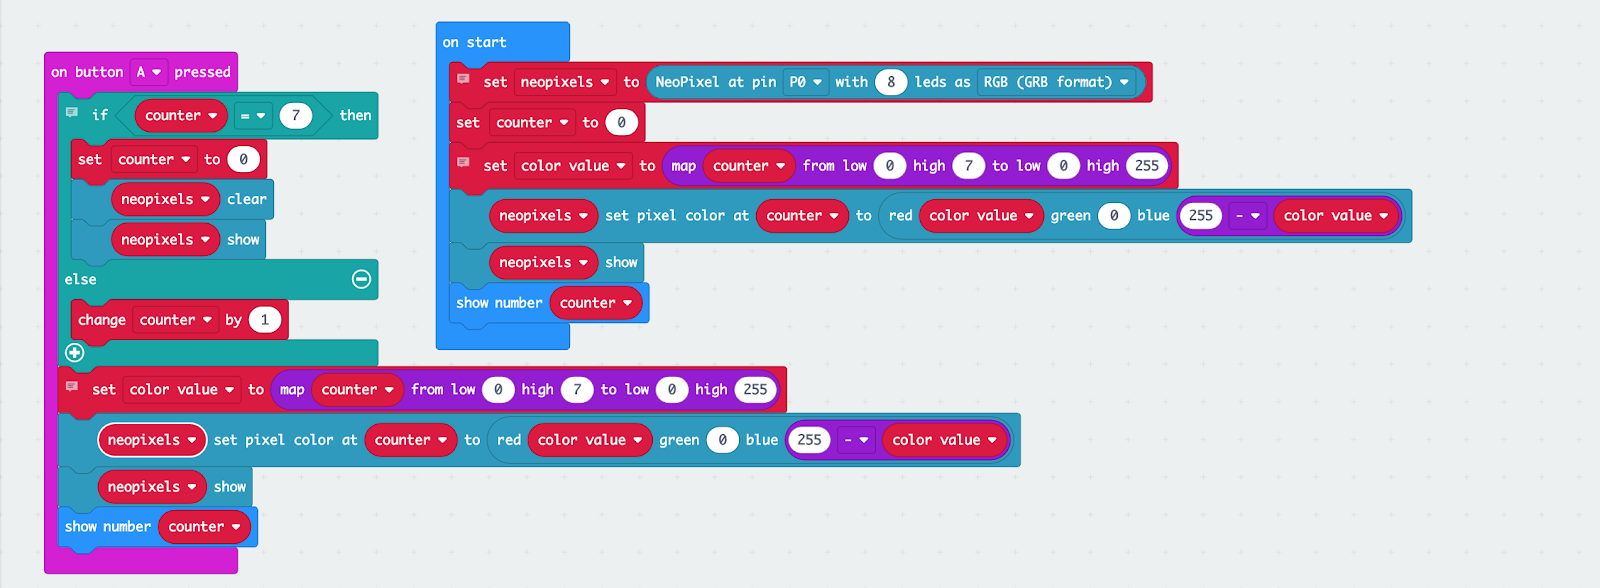 on button A pressed
if counter = 7 then
set counter to 0
neopixels clear
neopixels show
else
change counter by 1
set color value to map counter from low 0 high 7 to low 0 high 255
neopixels set pixel color at counter to red color value green 0 blue 255 - color value
neopixels show
show number counter
on start
set neopixels to NeoPixel at pin P0 with 8 leds as RGB (GRB format)
set counter to 0
set color value to map counter from low 0 high 7 to low 0 high 255
neopixels set pixel color at counter to red color value green 0 blue 255 - color value
neopixels show
show number counter